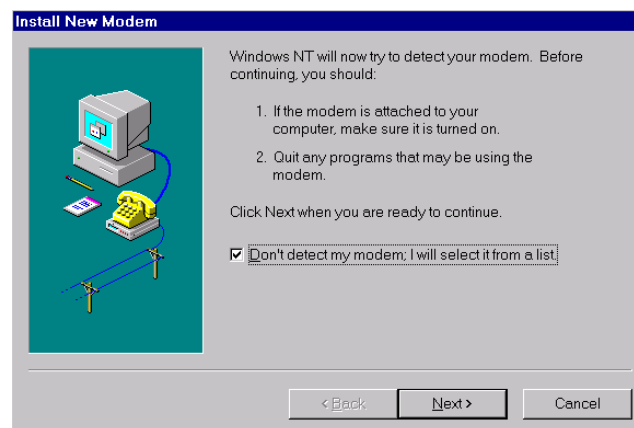 Install New Modem
Windows NT will now try to detect your modem. Before
continuing, you should:
1. If the modem is attached to your
computer, make sure it is turned on.
2. Quit any programs that may be using the
modem.
Click Next when you are ready to continue.
Don't detect my modem; I will select it from a list.
< Back
Next >
Cancel